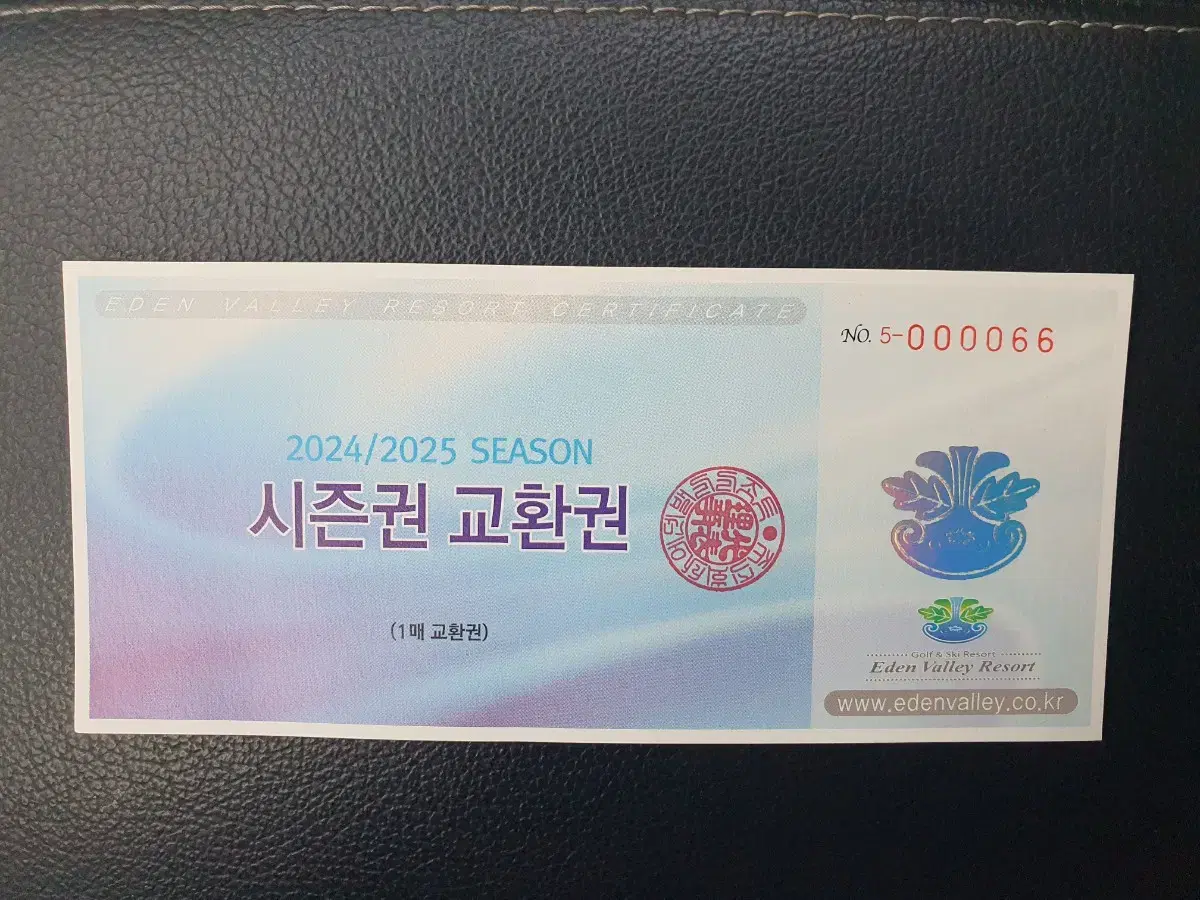 EDEN VALLEY RESORT CERTIFICATE
NO. 5-000066
2024/2025 SEASON
시즌권 교환권
(1매 교환권)
Golf & Ski Resort
Eden Valley Resort
www.edenvalley.co.kr